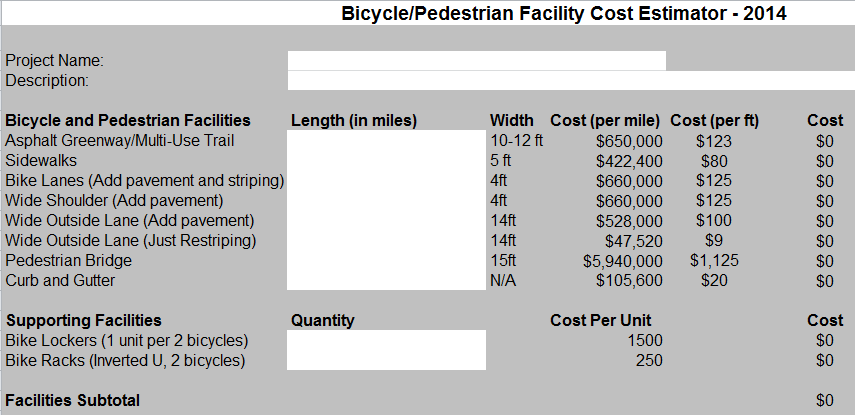 Bicycle/Pedestrian Facility Cost Estimator - 2014
Project Name:
Description:
Bicycle and Pedestrian Facilities Length (in miles) Width Cost (per mile) Cost (per ft) Cost
Asphalt Greenway/Multi-Use Trail 10-12 ft $650,000 $123 $0
Sidewalks 5 ft $422,400 $80 $0
Bike Lanes (Add pavement and striping) 4ft $660,000 $125 $0
Wide Shoulder (Add pavement) 4ft $660,000 $125 $0
Wide Outside Lane (Add pavement) 14ft $528,000 $100 $0
Wide Outside Lane (Just Restriping) 14ft $47,520 $9 $0
Pedestrian Bridge 15ft $5,940,000 $1,125 $0
Curb and Gutter N/A $105,600 $20 $0
Supporting Facilities Quantity Cost Per Unit Cost
Bike Lockers (1 unit per 2 bicycles) 1500 $0
Bike Racks (Inverted U, 2 bicycles) 250 $0
Facilities Subtotal $0